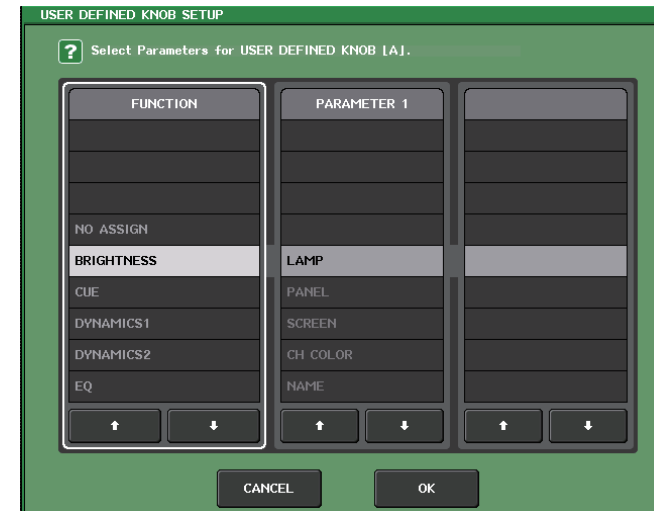 USER DEFINED KNOB SETUP
? Select Parameters for USER DEFINED KNOB [A].
FUNCTION PARAMETER 1
NO ASSIGN
BRIGHTNESS LAMP
CUE PANEL
DYNAMICS1 SCREEN
DYNAMICS2 CH COLOR
EQ NAME
CANCEL OK